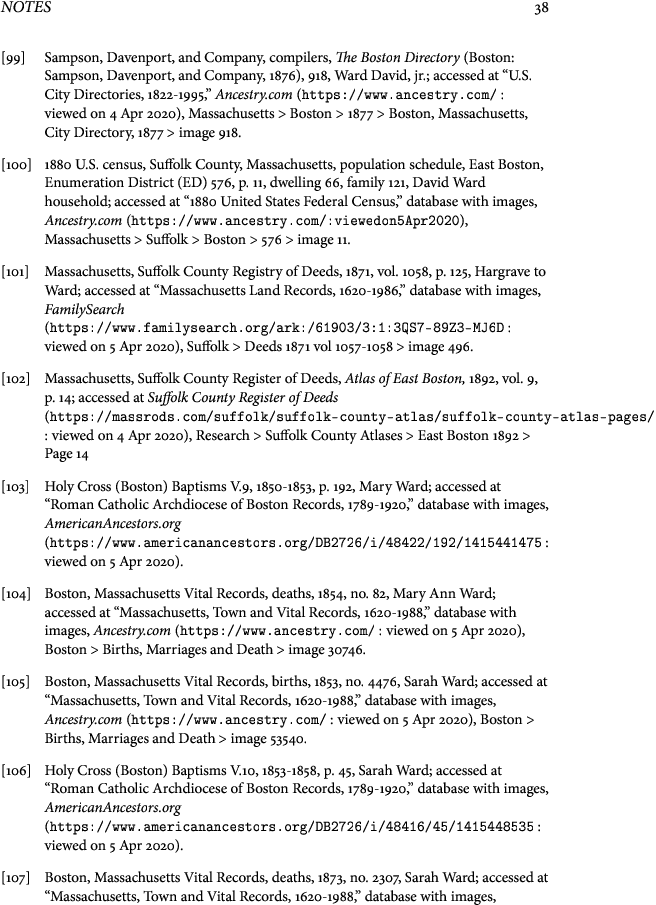 NOTES 38
[99] Sampson, Davenport, and Company, compilers, The Boston Directory (Boston:
Sampson, Davenport, and Company, 1876), 918, Ward David, jr.; accessed at “U.S.
City Directories, 1822-1995,” Ancestry.com (https://www.ancestry.com/ :
viewed on 4 Apr 2020), Massachusetts > Boston > 1877 > Boston, Massachusetts,
City Directory, 1877 > image 918.
[100] 1880 U.S. census, Suffolk County, Massachusetts, population schedule, East Boston,
Enumeration District (ED) 576, p. 11, dwelling 66, family 121, David Ward
household; accessed at “1880 United States Federal Census,” database with images,
Ancestry.com (https://www.ancestry.com/:viewedon5Apr2020),
Massachusetts > Suffolk > Boston > 576 > image 11.
[101] Massachusetts, Suffolk County Registry of Deeds, 1871, vol. 1058, p. 125, Hargrave to
Ward; accessed at “Massachusetts Land Records, 1620-1986,” database with images,
FamilySearch
(https://www.familysearch.org/ark:/61903/3:1:3QS7-89Z3-MJ6D :
viewed on 5 Apr 2020), Suffolk > Deeds 1871 vol 1057-1058 > image 496.
[102] Massachusetts, Suffolk County Register of Deeds, Atlas of East Boston, 1892, vol. 9,
p. 14; accessed at Suffolk County Register of Deeds
(https://massrods.com/suffolk/suffolk-county-atlas/suffolk-county-atlas-pages/
: viewed on 4 Apr 2020), Research > Suffolk County Atlases > East Boston 1892 >
Page 14
[103] Holy Cross (Boston) Baptisms V.9, 1850-1853, p. 192, Mary Ward; accessed at
“Roman Catholic Archdiocese of Boston Records, 1789-1920,” database with images,
AmericanAncestors.org
(https://www.americanancestors.org/DB2726/i/48422/192/1415441475 :
viewed on 5 Apr 2020).
[104] Boston, Massachusetts Vital Records, deaths, 1854, no. 82, Mary Ann Ward;
accessed at “Massachusetts, Town and Vital Records, 1620-1988,” database with
images, Ancestry.com (https://www.ancestry.com/ : viewed on 5 Apr 2020),
Boston > Births, Marriages and Death > image 30746.
[105] Boston, Massachusetts Vital Records, births, 1853, no. 4476, Sarah Ward; accessed at
“Massachusetts, Town and Vital Records, 1620-1988,” database with images,
Ancestry.com (https://www.ancestry.com/ : viewed on 5 Apr 2020), Boston >
Births, Marriages and Death > image 53540.
[106] Holy Cross (Boston) Baptisms V.10, 1853-1858, p. 45, Sarah Ward; accessed at
“Roman Catholic Archdiocese of Boston Records, 1789-1920,” database with images,
AmericanAncestors.org
(https://www.americanancestors.org/DB2726/i/48416/45/1415448535 :
viewed on 5 Apr 2020).
[107] Boston, Massachusetts Vital Records, deaths, 1873, no. 2307, Sarah Ward; accessed at
“Massachusetts, Town and Vital Records, 1620-1988,” database with images,